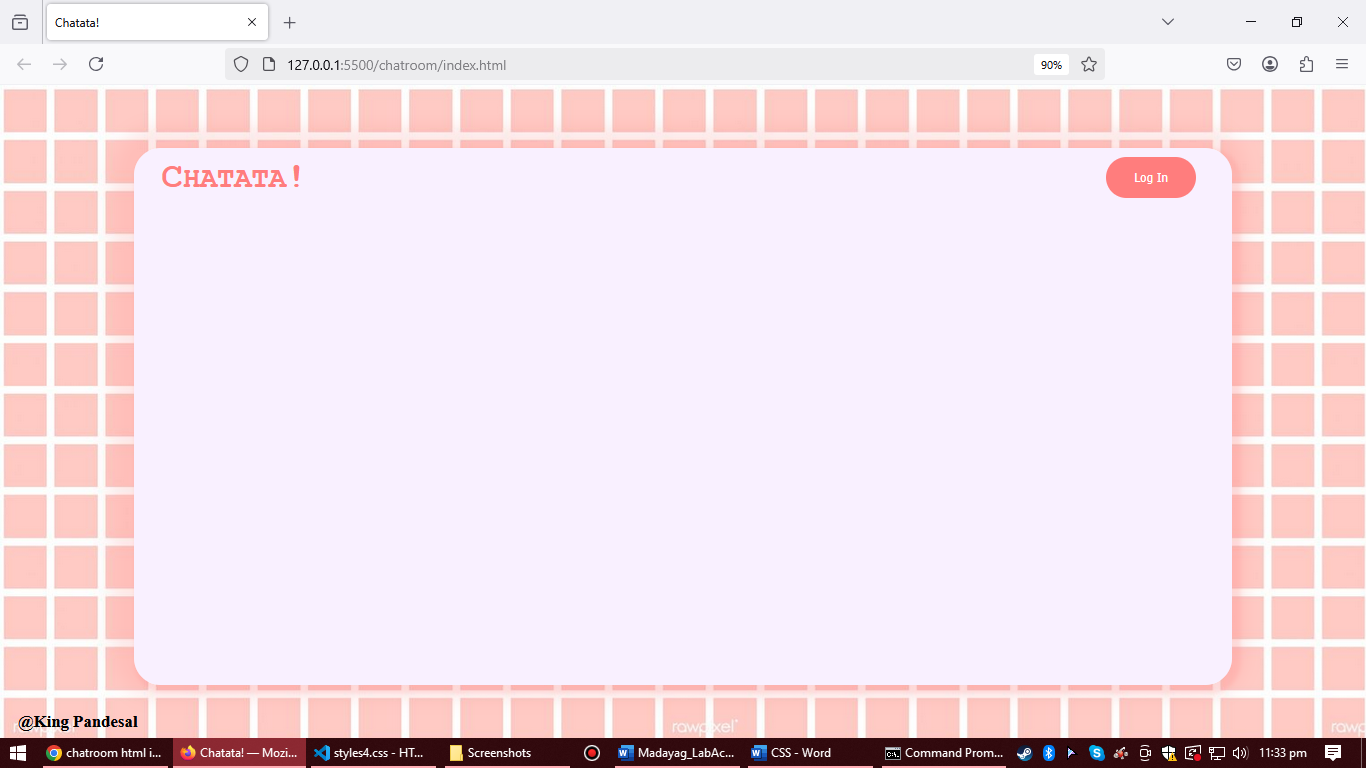 Chatata!
127.0.0.1:5500/chatroom/index.html
90%
CHATATA!
Log In
@King Pandesal
rawpixel
chatroom html i...
Chatata! — Mozi...
styles4.css - HT...
Screenshots
Madayag_LabAc...
CSS - Word
Command Prom...
11:33 pm